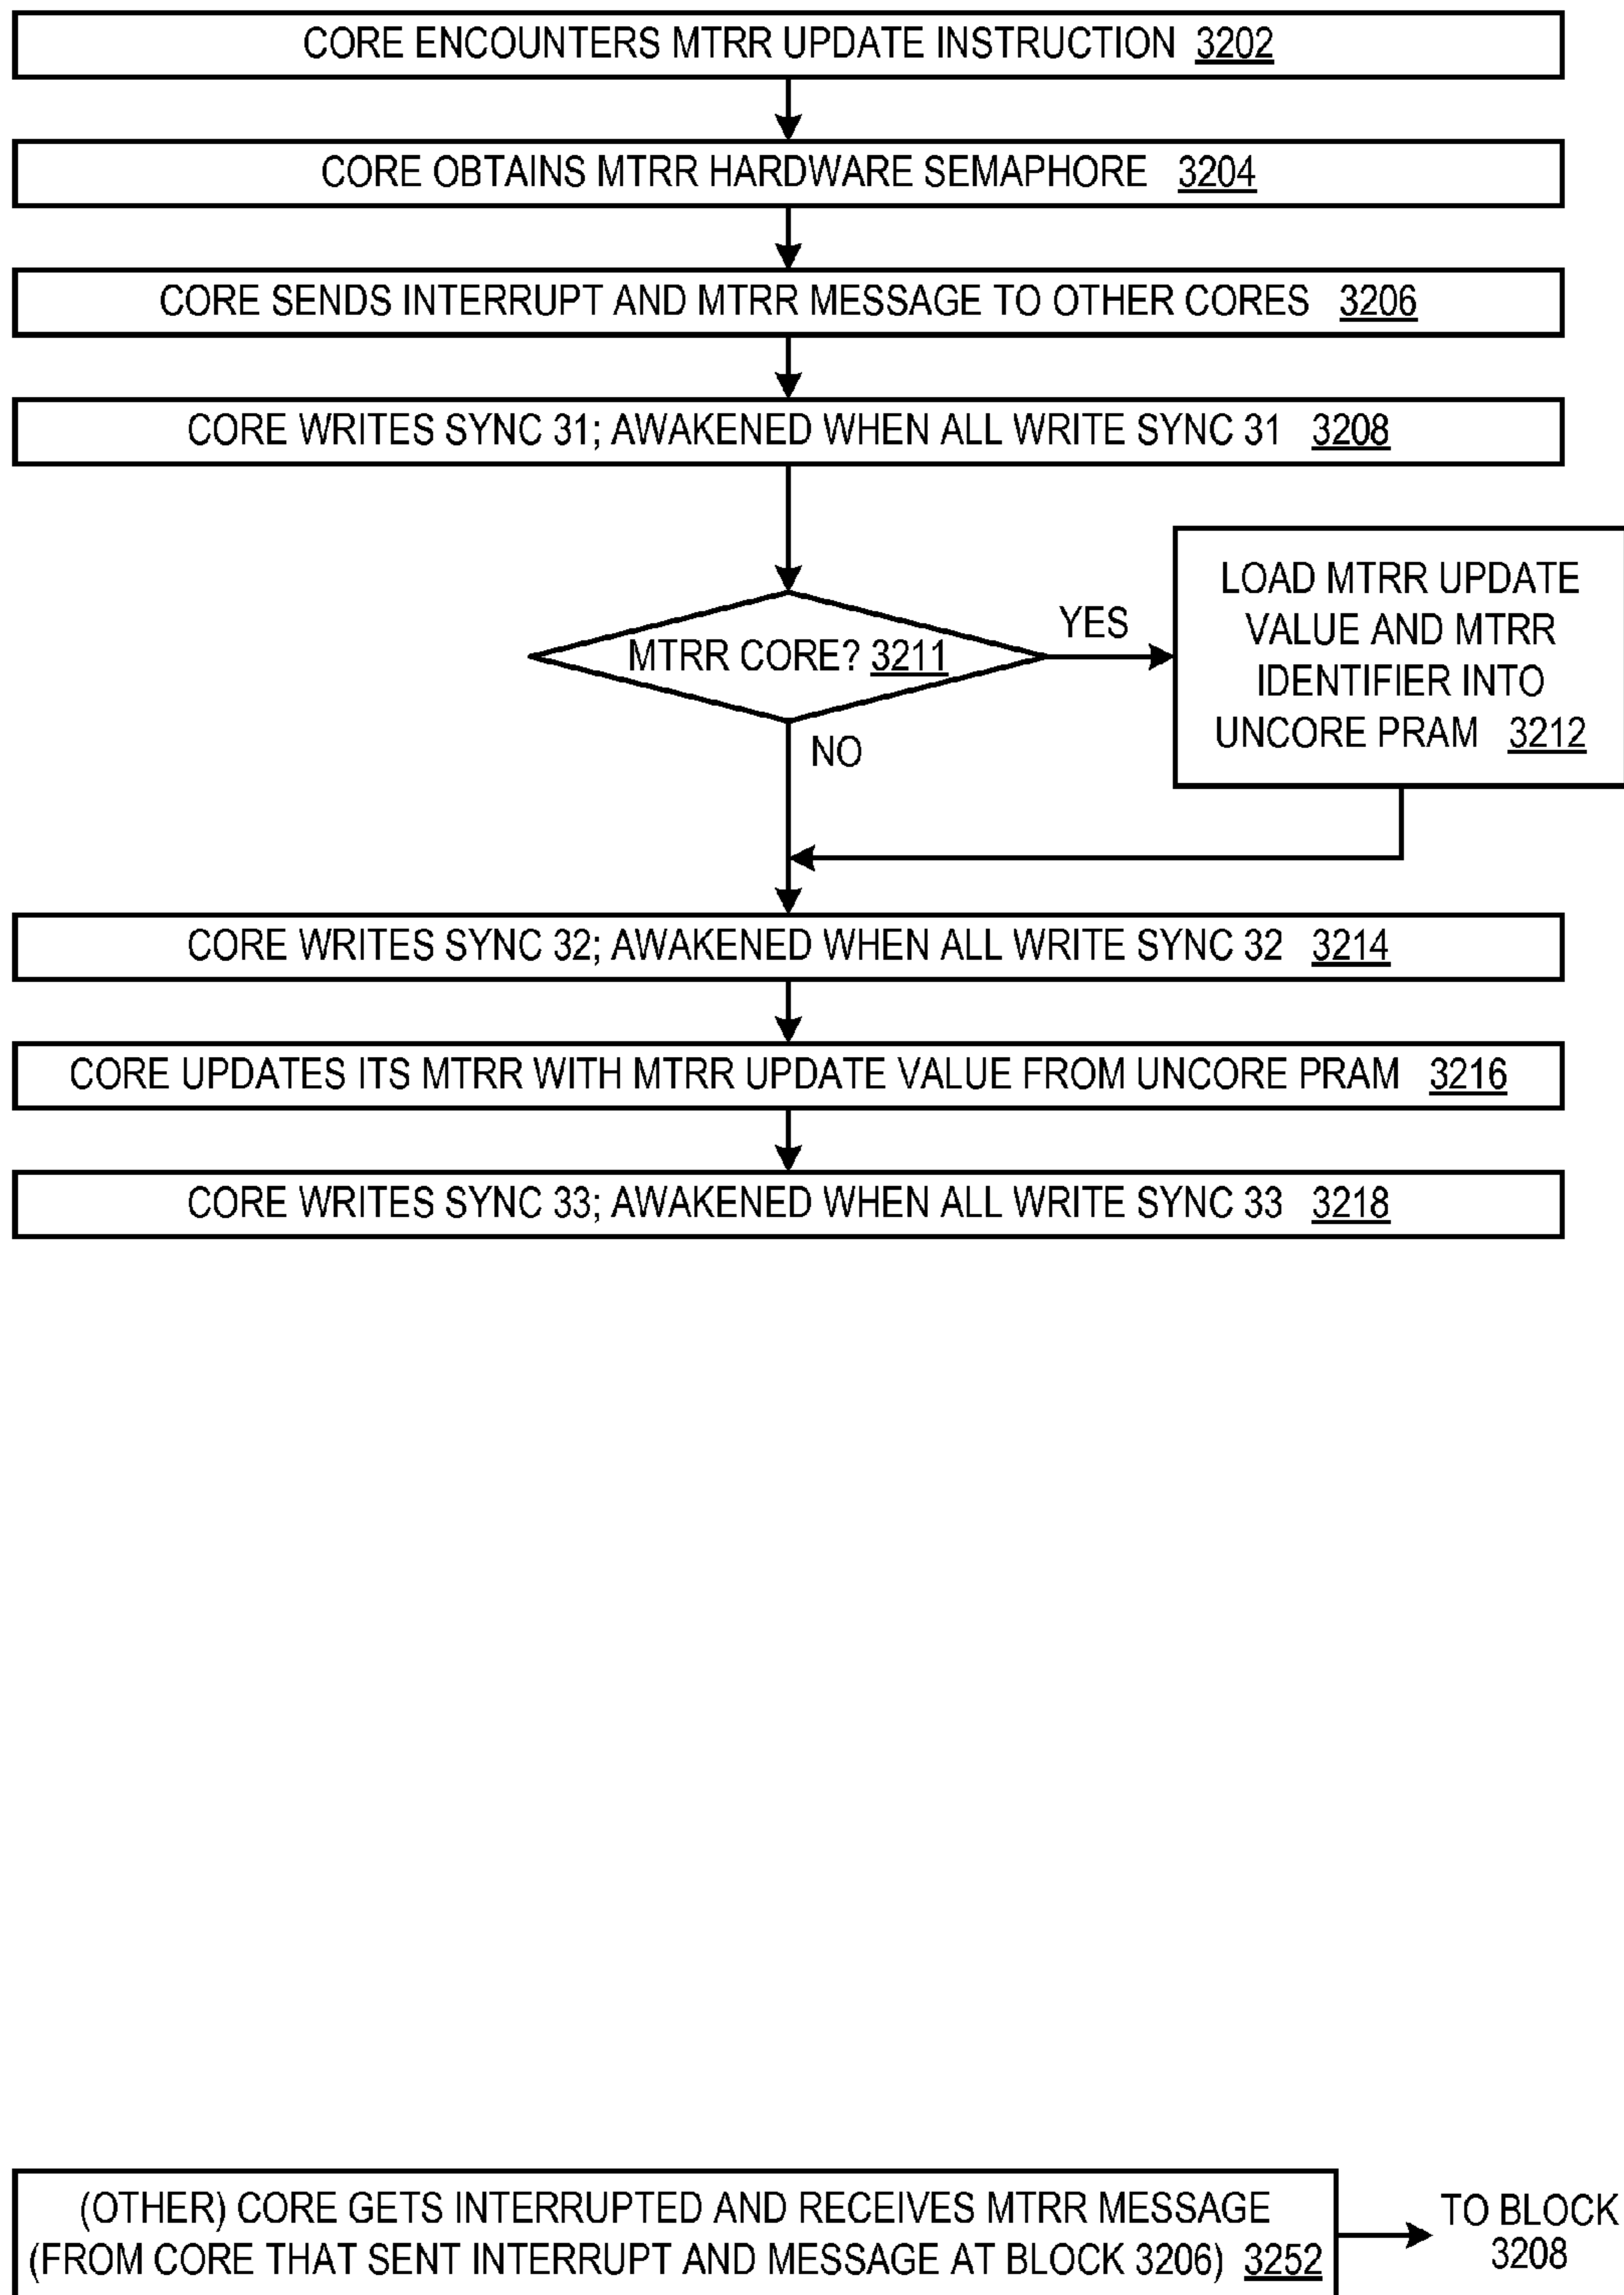 CORE ENCOUNTERS MTRR UPDATE INSTRUCTION 3202
CORE OBTAINS MTRR HARDWARE SEMAPHORE 3204
CORE SENDS INTERRUPT AND MTRR MESSAGE TO OTHER CORES 3206
CORE WRITES SYNC 31; AWAKENED WHEN ALL WRITE SYNC 31 3208
MTRR CORE? 3211
YES
NO
LOAD MTRR UPDATE
VALUE AND MTRR
IDENTIFIER INTO
UNCORE PRAM 3212
CORE WRITES SYNC 32; AWAKENED WHEN ALL WRITE SYNC 32 3214
CORE UPDATES ITS MTRR WITH MTRR UPDATE VALUE FROM UNCORE PRAM 3216
CORE WRITES SYNC 33; AWAKENED WHEN ALL WRITE SYNC 33 3218
(OTHER) CORE GETS INTERRUPTED AND RECEIVES MTRR MESSAGE
(FROM CORE THAT SENT INTERRUPT AND MESSAGE AT BLOCK 3206) 3252
TO BLOCK
3208